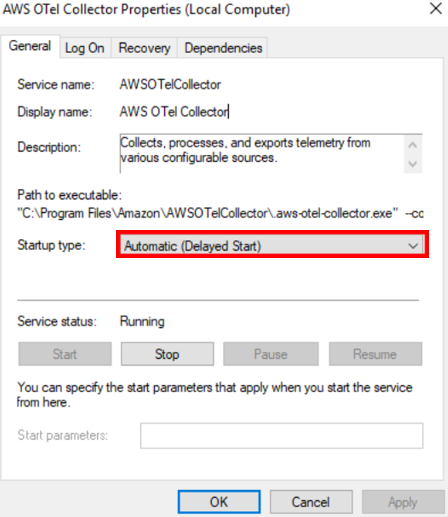 AWS OTel Collector Properties (Local Computer)
General Log On Recovery Dependencies
Service name: AWSOTelCollector
Display name: AWS OTel Collector
Description: Collects, processes, and exports telemetry from
various configurable sources.
Path to executable:
"C:\Program Files\Amazon\AWSOTelCollector\.aws-otel-collector.exe" --cc
Startup type: Automatic (Delayed Start)
Service status: Running
Start Stop Pause Resume
You can specify the start parameters that apply when you start the service
from here.
Start parameters:
OK Cancel Apply